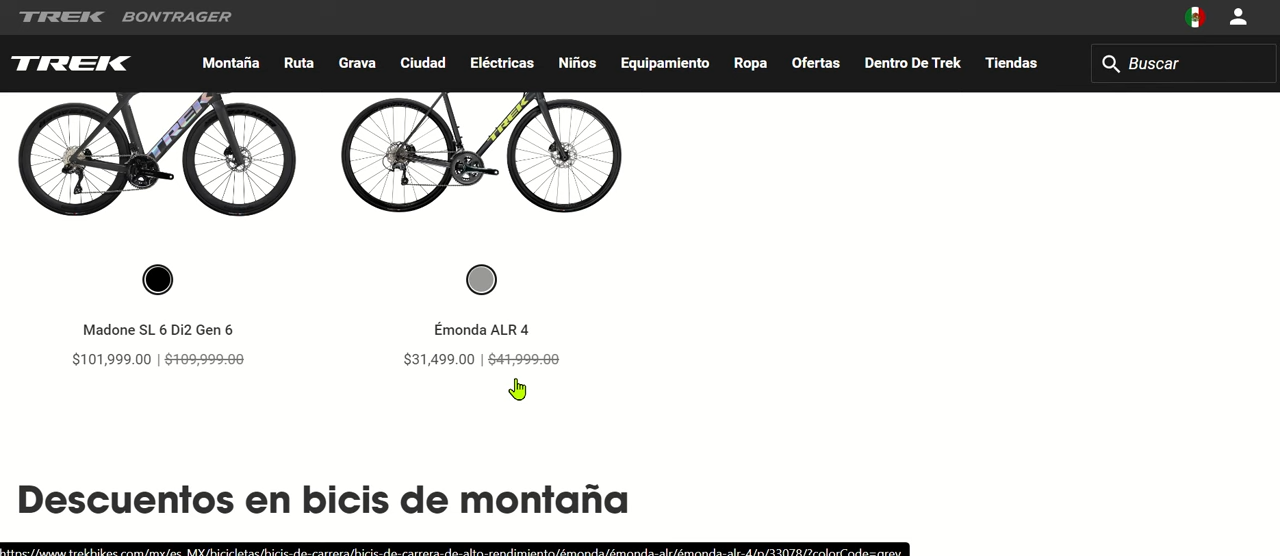 TREK BONTRAGER
TREK Montaña Ruta Grava Ciudad Eléctricas Niños Equipamiento Ropa Ofertas Dentro De Trek Tiendas Buscar
TREK TREK
Madone SL 6 Di2 Gen 6 Émonda ALR 4
$101,999.00 | $109,999.00 $31,499.00 | $41,999.00
Descuentos en bicis de montaña
https://www.trekbikes.com/mx/es_MX/bicicletas/bicis-de-carrera/bicis-de-carrera-de-alto-rendimiento/émonda/émonda-alr/émonda-alr-4/p/33078/?colorCode=grey